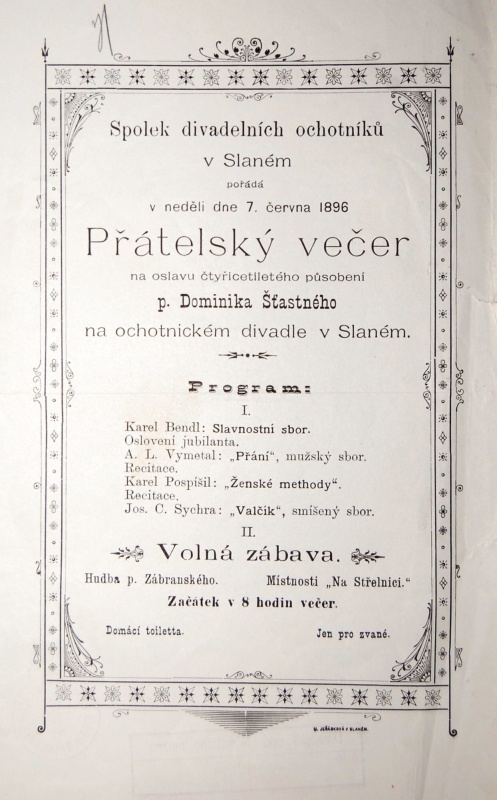 Spolek divadelních ochotníků
v Slaném
pořádá
v neděli dne 7. června 1896
Přátelský večer
na oslavu čtyřicetiletého působení
p. Dominika Šťastného
na ochotnickém divadle v Slaném.
Program:
I.
Karel Bendl: Slavnostní sbor.
Oslovení jubilanta.
A. L. Vymetal: „Přání“, mužský sbor.
Recitace.
Karel Pospíšil: „Ženské methody“.
Recitace.
Jos. C. Sychra: „Valčík“, smíšený sbor.
II.
Volná zábava.
Hudba p. Zábranského. Místnosti „Na Střelnici.“
Začátek v 8 hodin večer.
Domácí toiletta. Jen pro zvané.
JEŘÁBKOVÁ V SLANÉM.